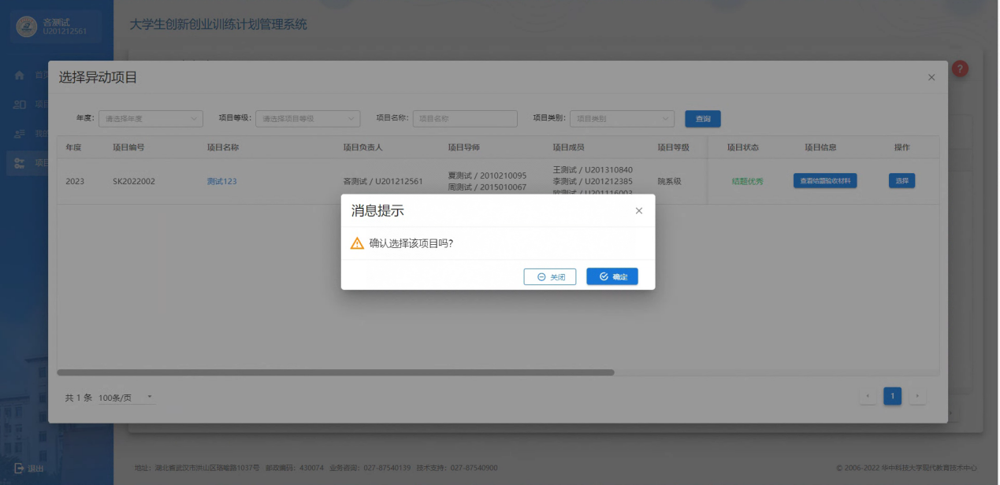 吝测试
U201212561
大学生创新创业训练计划管理系统
首页
项目
我的
项目
选择异动项目
年度: 请选择年度 项目等级: 请选择项目等级 项目名称: 项目名称 项目类别: 项目类别 查询
年度 项目编号 项目名称 项目负责人 项目导师 项目成员 项目等级 项目状态 项目信息 操作
2023 SK2022002 测试123 吝测试 / U201212561 夏测试 / 2010210095 王测试 / U201310840 院系级 结题优秀 查看结题验收材料 选择
周测试 / 2015010067 李测试 / U201212385
欧测试 / U201116003
消息提示
确认选择该项目吗?
关闭 确定
共 1 条 100条/页 1
退出
地址: 湖北省武汉市洪山区珞喻路1037号 邮政编码: 430074 业务咨询: 027-87540139 技术支持: 027-87540900
© 2006-2022 华中科技大学现代教育技术中心